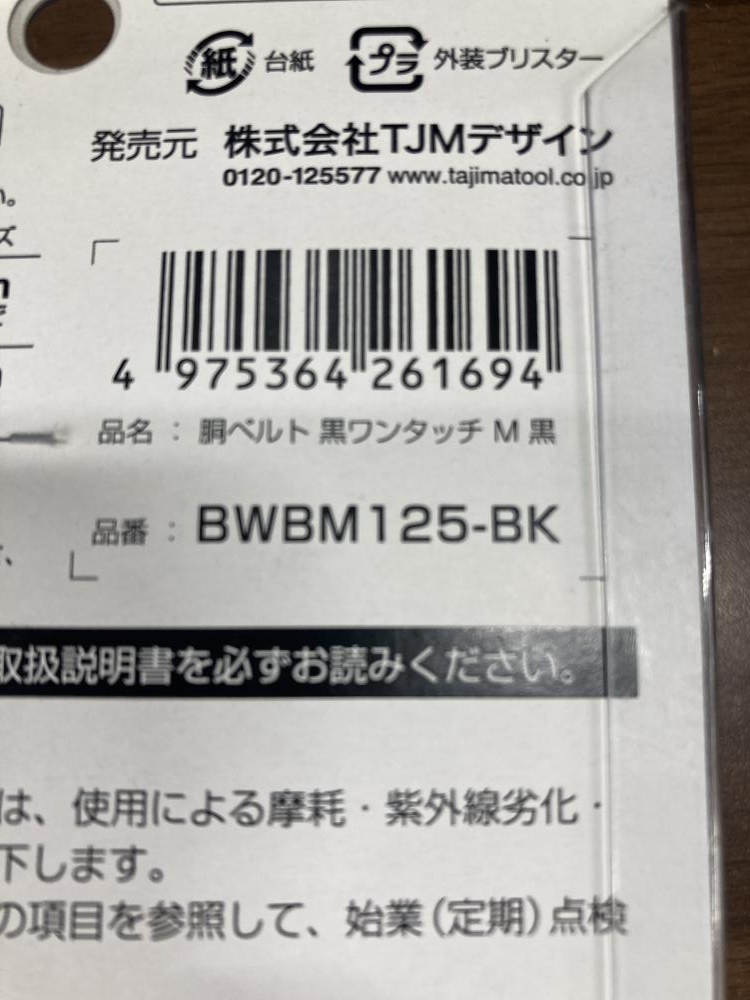 紙 台紙 プラ 外装ブリスター
発売元 株式会社TJMデザイン
0120-125577 www.tajimatool.co.jp
い。
ズ
4 975364 261694
品名 : 胴ベルト 黒ワンタッチ M 黒
品番 : BWBM125-BK
取扱説明書を必ずお読みください。
は、使用による摩耗・紫外線劣化・
下します。
の項目を参照して、始業(定期)点検